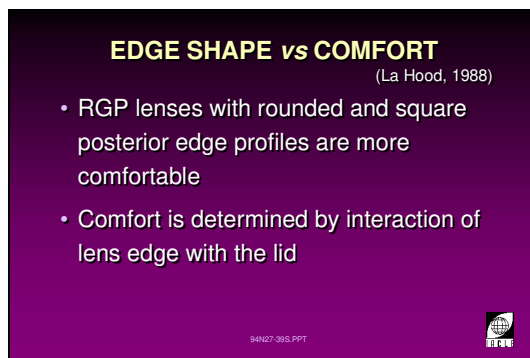 EDGE SHAPE vs COMFORT
(La Hood, 1988)
• RGP lenses with rounded and square
posterior edge profiles are more
comfortable
• Comfort is determined by interaction of
lens edge with the lid
94N27-39S.PPT
IACLE